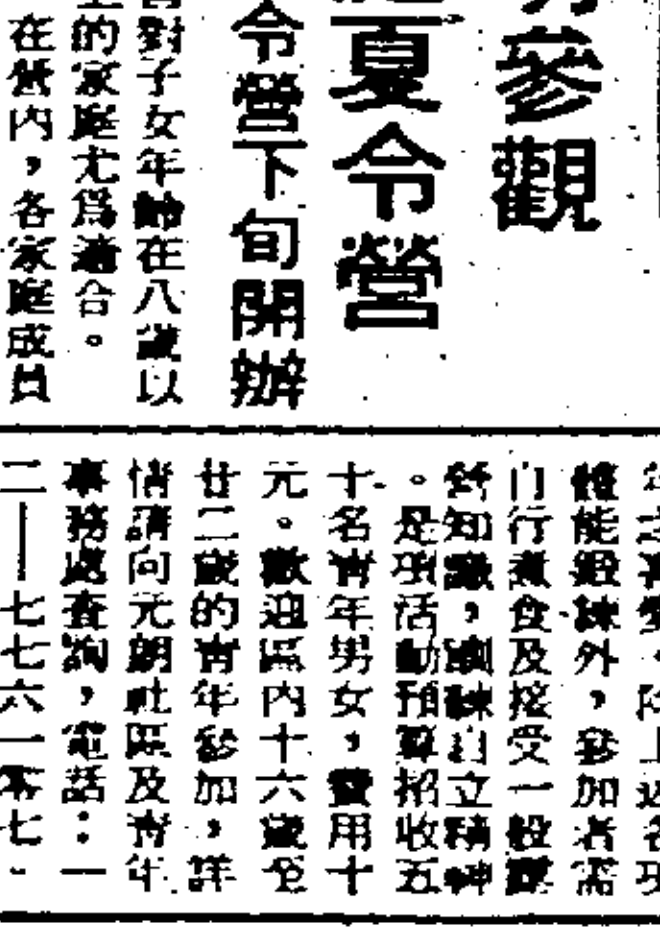 參觀
夏令營
令營下旬開辦
對子女年齡在八歲以
的家庭尤爲適合。
在營內，各家庭成員
體能鍛鍊外，參加者需
行煮食及接受一般課
知識，訓練自立精神
。是項活動預算招收五
十名青年男女，費用十
元。歡迎區內十六歲至
廿二歲的青年參加，詳
情請向元朗社區及青年
事務處查詢，電話：一
二——七七六一零七。